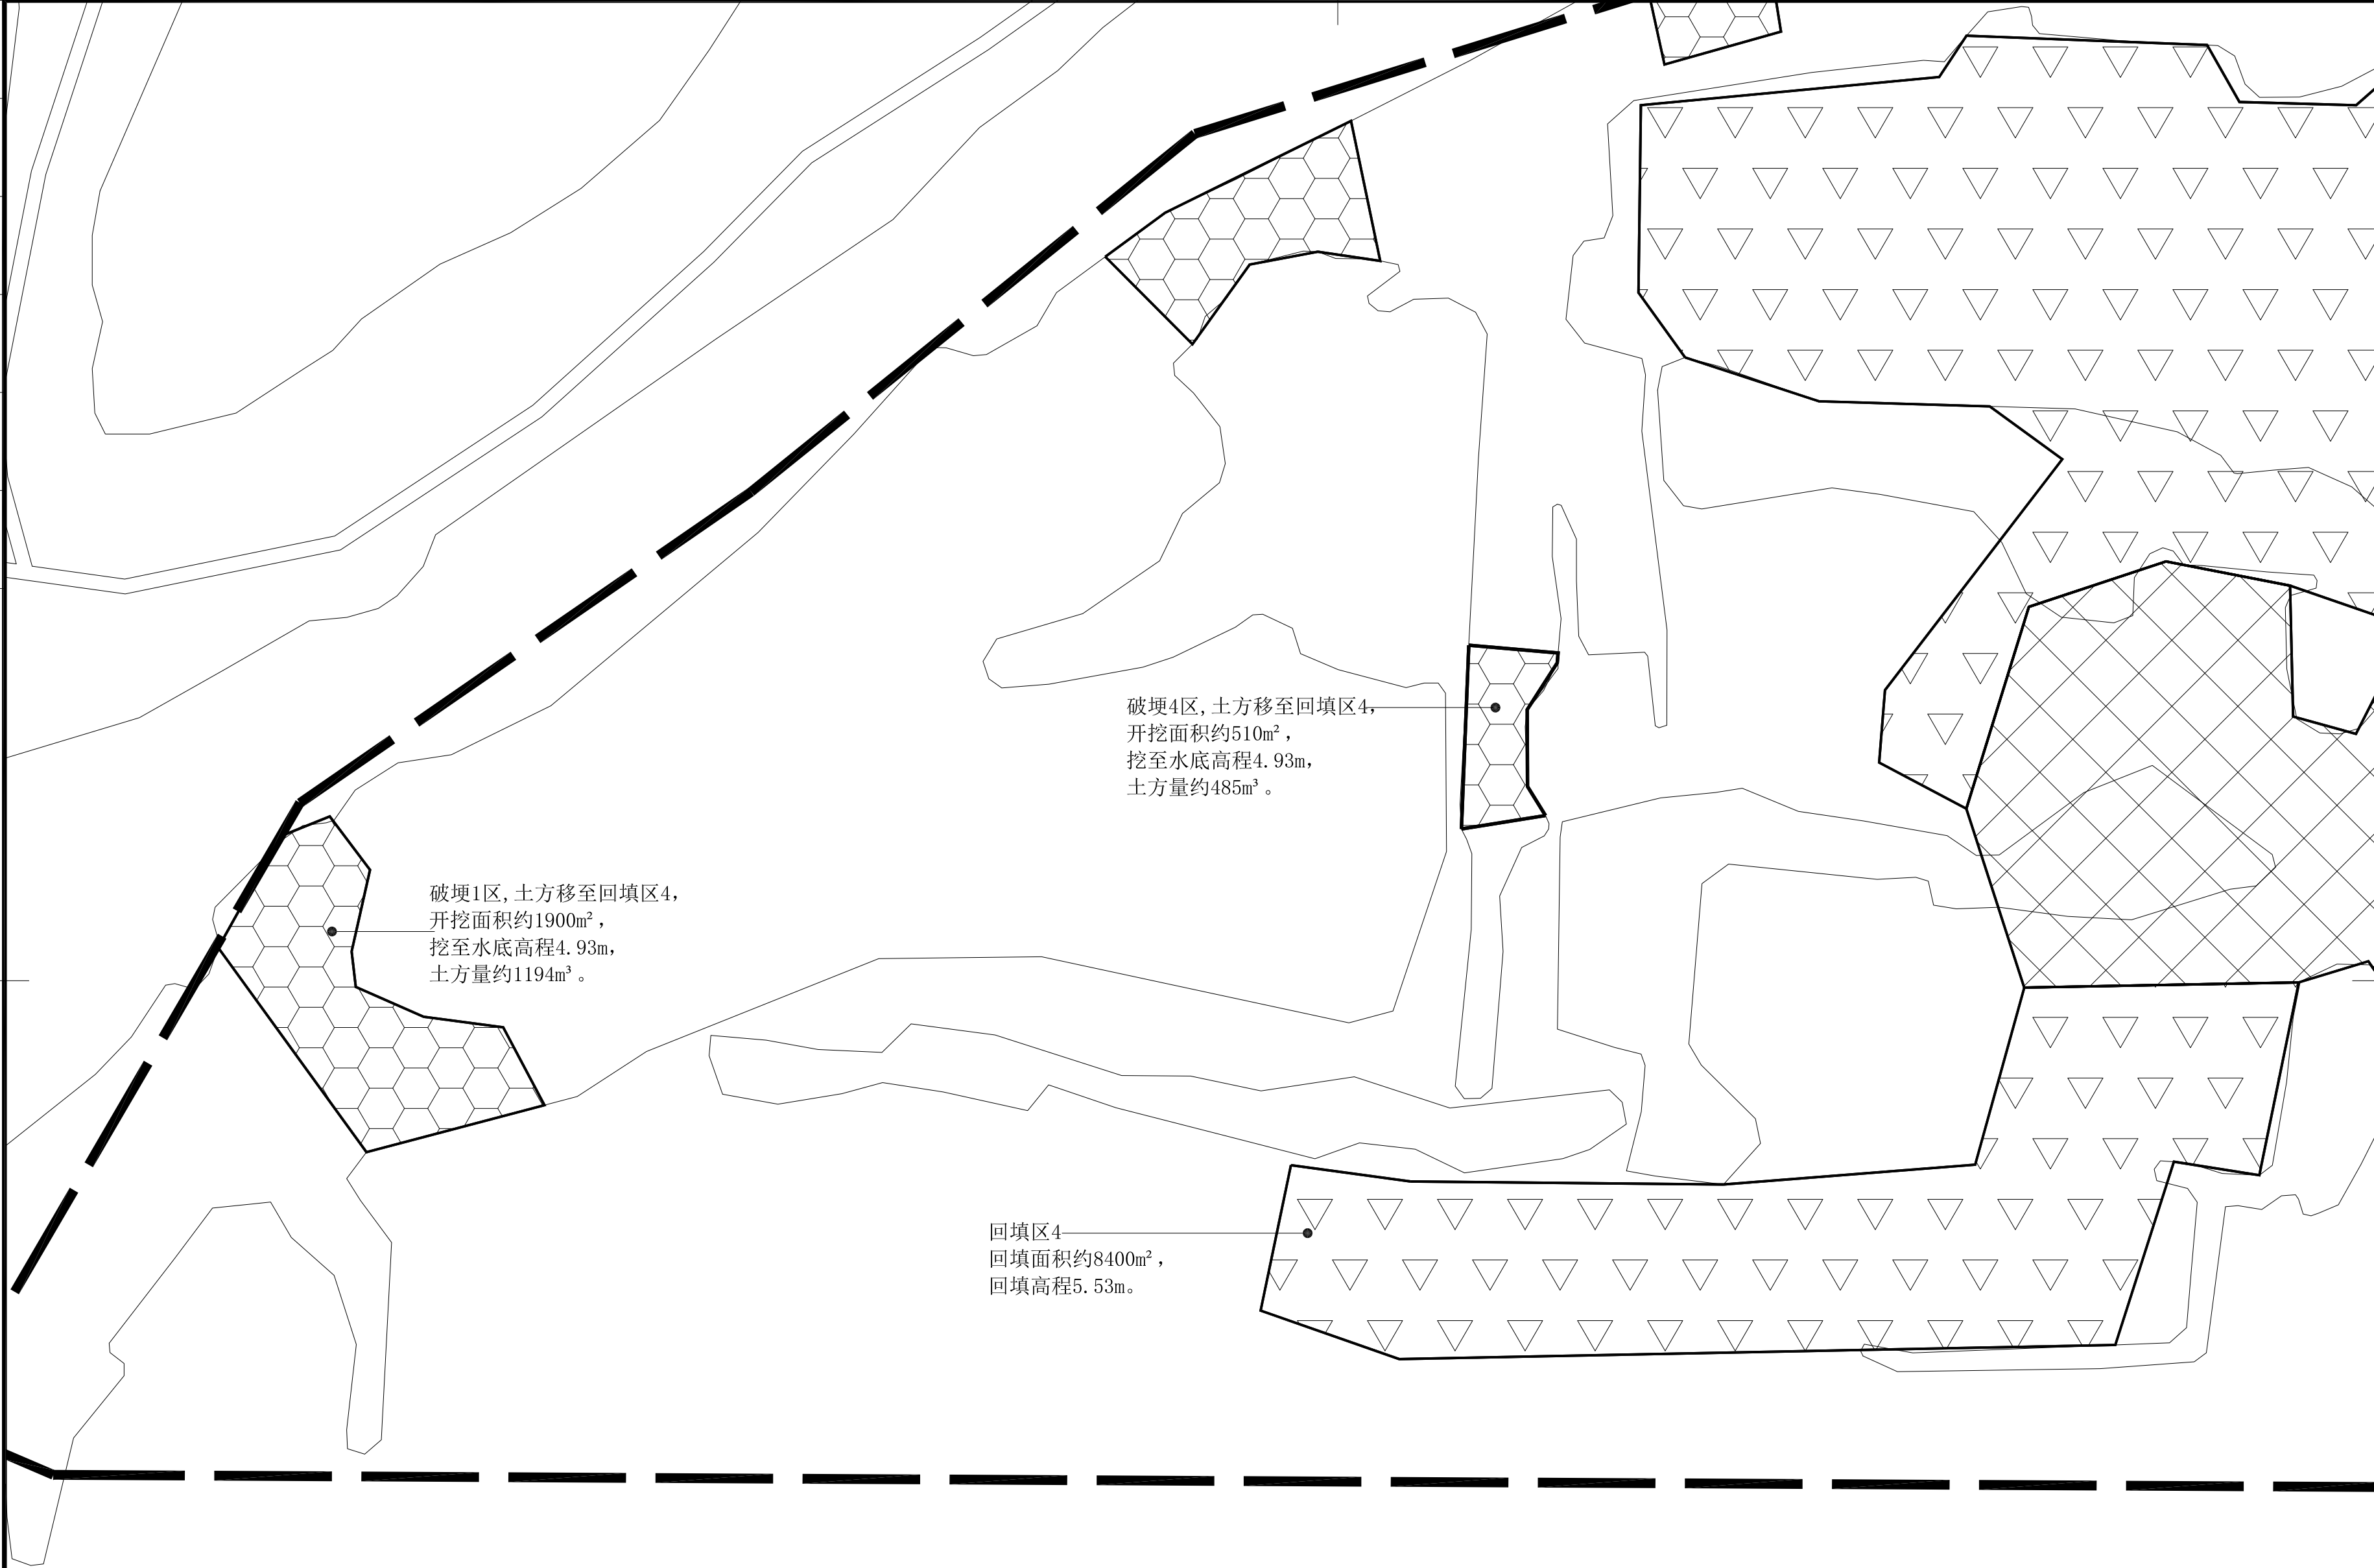 破埂4区,土方移至回填区4,
开挖面积约510m²,
挖至水底高程4.93m,
土方量约485m³。
破埂1区,土方移至回填区4,
开挖面积约1900m²,
挖至水底高程4.93m,
土方量约1194m³。
回填区4
回填面积约8400m²,
回填高程5.53m。